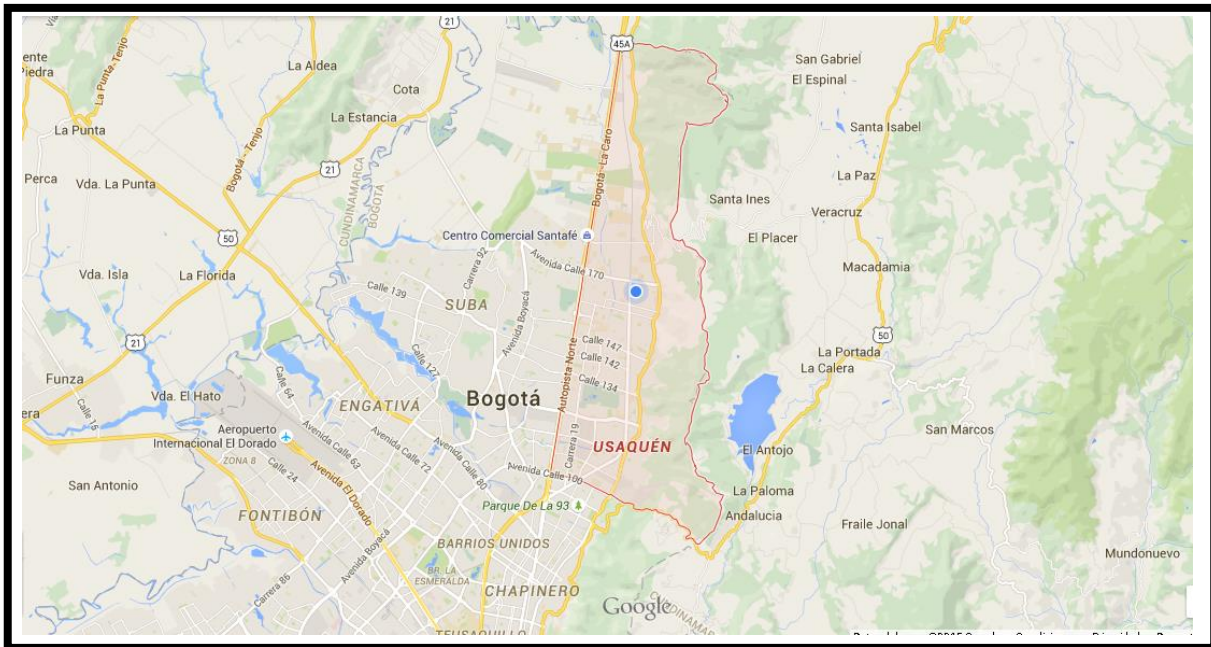 21
45A
ente
Piedra
Vía
La Punta-Tenjo
La Aldea
Cota
San Gabriel
El Espinal
La Punta
La Estancia
Bogotá - Tenjo
Santa Isabel
Perca
Vda. La Punta
21
CUNDINAMARCA
BOGOTÁ
Bogotá - La Caro
La Paz
Santa Ines
Veracruz
50
Centro Comercial Santafé
El Placer
Carrera 92
Avenida Calle 170
Vda. Isla
La Florida
Macadamia
Calle 139
SUBA
Avenida Boyacá
21
50
Calle 147
Calle 142
Calle 134
Autopista Norte
La Portada
La Calera
Funza
Calle 64
Calle 127
Vda. El Hato
era
Calle 15
ENGATIVÁ
Bogotá
San Marcos
Aeropuerto
Internacional El Dorado
Avenida Calle 63
Avenida Calle 72
Carrera 19
USAQUÉN
El Antojo
ZONA 8
Calle 24
Avenida El Dorado
Avenida Calle 80
Avenida Calle 100
San Antonio
La Paloma
Parque De La 93
Andalucia
FONTIBÓN
Fraile Jonal
Avenida Boyacá
BARRIOS UNIDOS
Mundonuevo
Carrera 86
BR. LA
ESMERALDA
CHAPINERO
Google
CUNDINAMARCA
TEUSAQUILLO